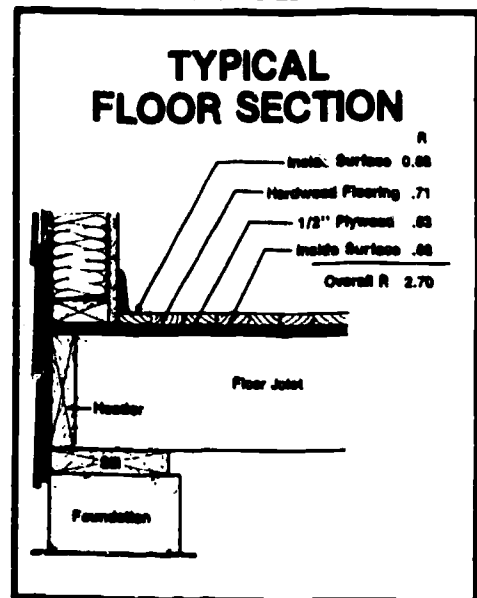 TYPICAL
FLOOR SECTION
R
Inside Surface 0.68
Hardwood Flooring .71
1/2" Plywood .63
Inside Surface .68
Overall R 2.70
Floor Joist
Header
Sill
Foundation